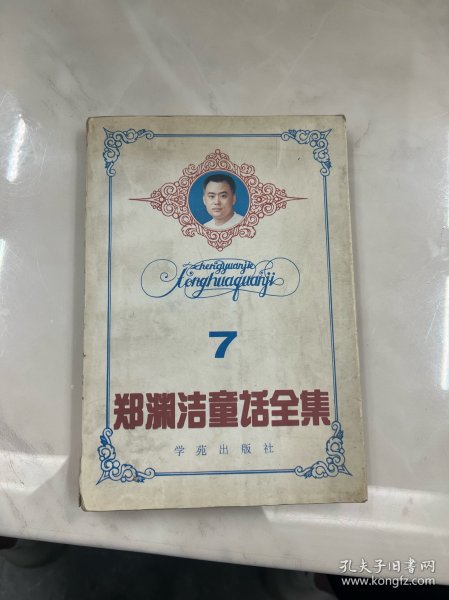 zhengyuanjie
tonghuaquanji
7
郑渊洁童话全集
学苑出版社
孔夫子旧书网
www.kongfz.com